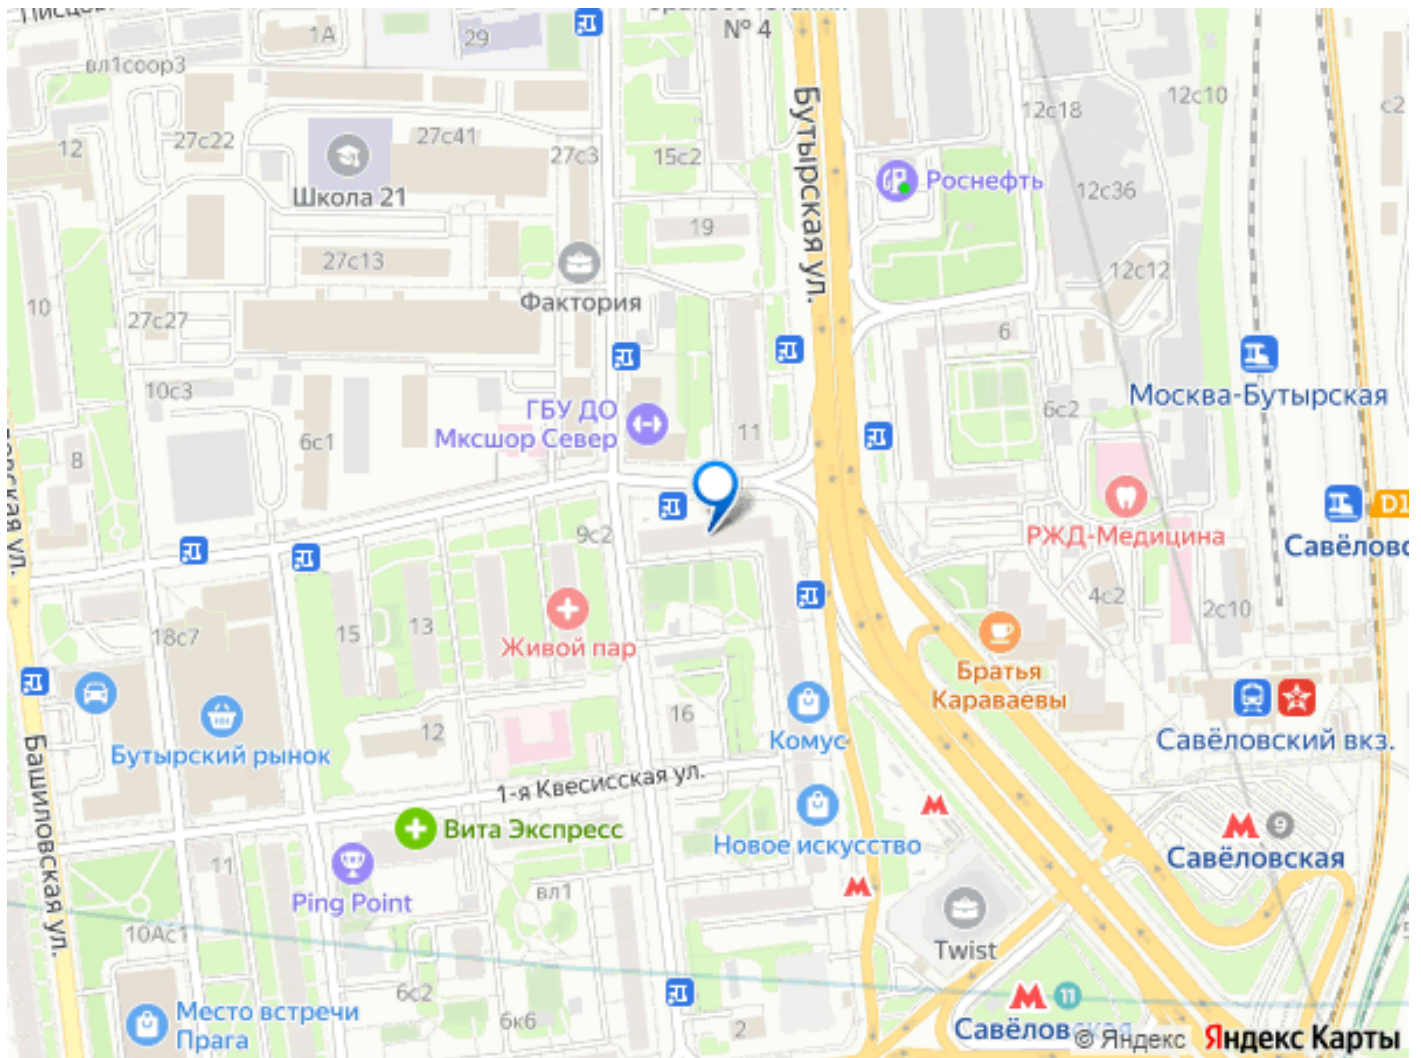 № 4
1А
29
вл1соор3
12с10
12с18
с2
27с22
27с41
12
27с3
15с2
Бутырская ул.
Роснефть
12с36
Школа 21
19
27с13
12с12
10
Фактория
27с27
6
10с3
Москва-Бутырская
ГБУ ДО
Мксшор Север
6с2
11
6с1
8
D1
9с2
РЖД-Медицина
4с2
2с10
15
13
18с7
Живой пар
Братья
Караваевы
16
12
Комус
Савёловский вкз.
Бутырский рынок
1-я Квесисская ул.
Башиловская ул.
Вита Экспресс
Новое искусство
9
Савёловская
11
Ping Point
вл1
10Ас1
Twist
6с2
11
Место встречи
Прага
6к6
2
© Яндекс Яндекс Карты